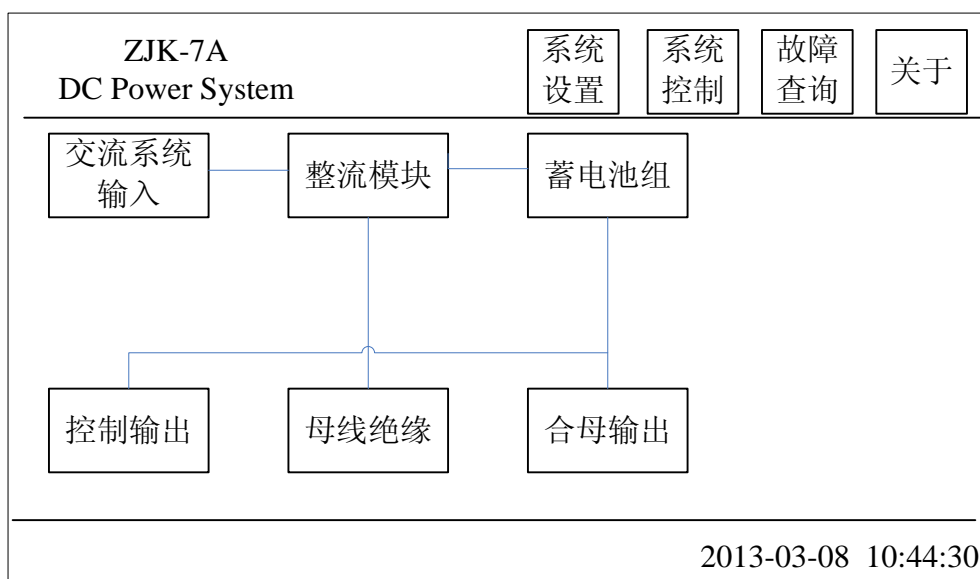 ZJK-7A
DC Power System
系统
设置
系统
控制
故障
查询
关于
交流系统
输入
整流模块
蓄电池组
控制输出
母线绝缘
合母输出
2013-03-08 10:44:30